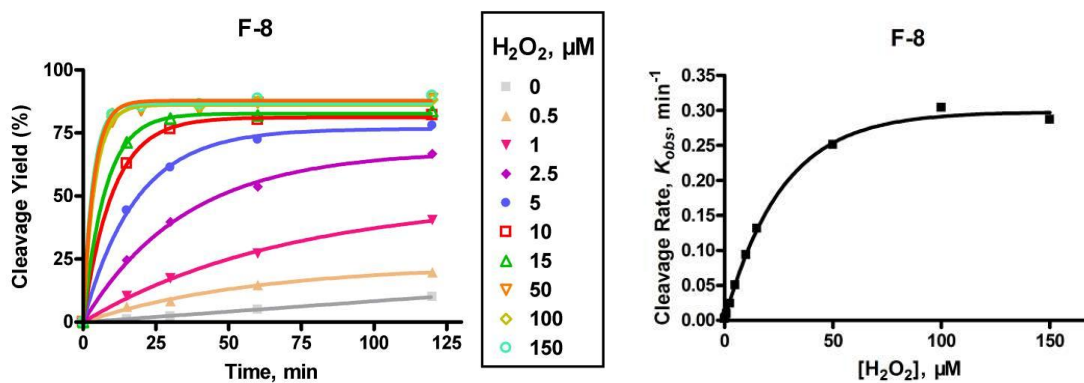 F-8
Cleavage Yield (%)
100
75
50
25
0
0 25 50 75 100 125
Time, min
H₂O₂, µM
0
0.5
1
2.5
5
10
15
50
100
150
F-8
Cleavage Rate, K_obs, min⁻¹
0.35
0.30
0.25
0.20
0.15
0.10
0.05
0.00
0 50 100 150
[H₂O₂], µM